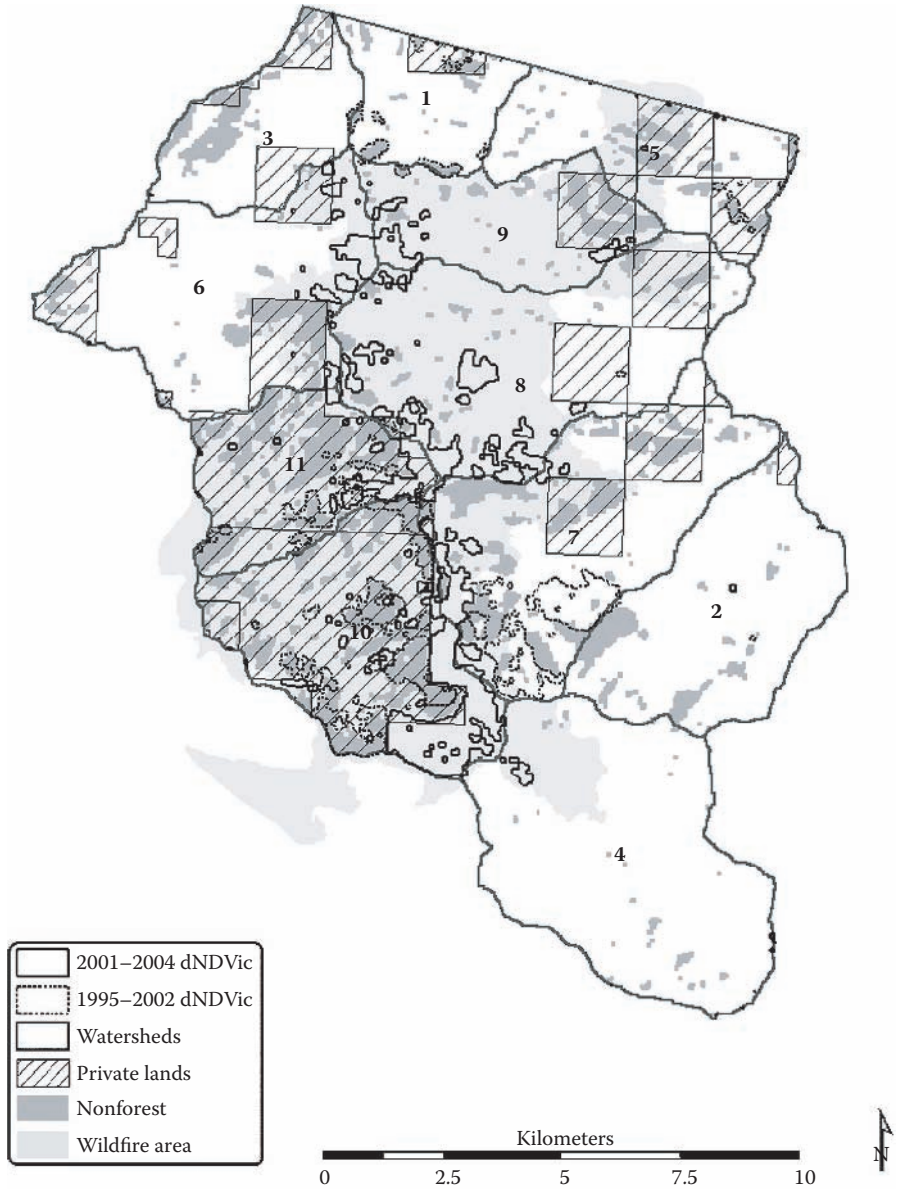 1
3
5
9
6
8
11
7
2
10
4
2001–2004 dNDVic
1995–2002 dNDVic
Watersheds
Private lands
Nonforest
Wildfire area
Kilometers
0 2.5 5 7.5 10
N